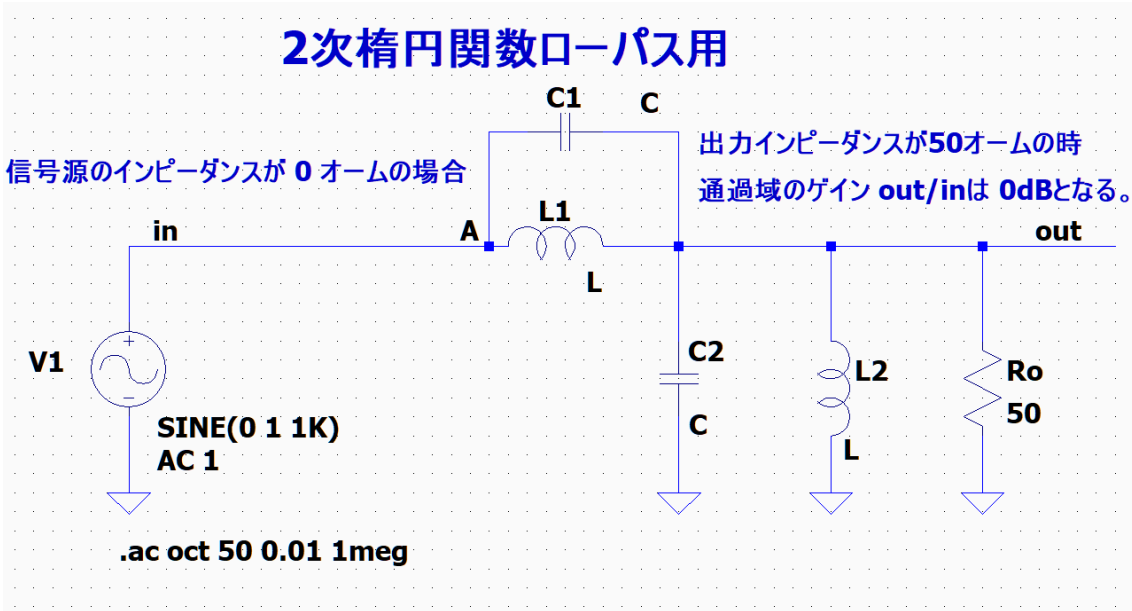 2次楕円関数ローパス用
C1
C
出力インピーダンスが50オームの時
信号源のインピーダンスが 0 オームの場合
通過域のゲイン out/inは 0dBとなる。
L1
in
A
out
L
C2
V1
L2
Ro
50
SINE(0 1 1K)
C
AC 1
L
.ac oct 50 0.01 1meg